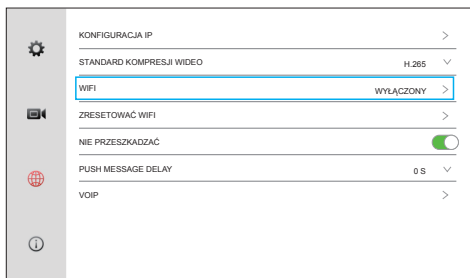 KONFIGURACJA IP
STANDARD KOMPRESJI WIDEO H.265
WIFI WYŁĄCZONY
ZRESETOWAĆ WIFI
NIE PRZESZKADZAĆ
PUSH MESSAGE DELAY 0 S
VOIP